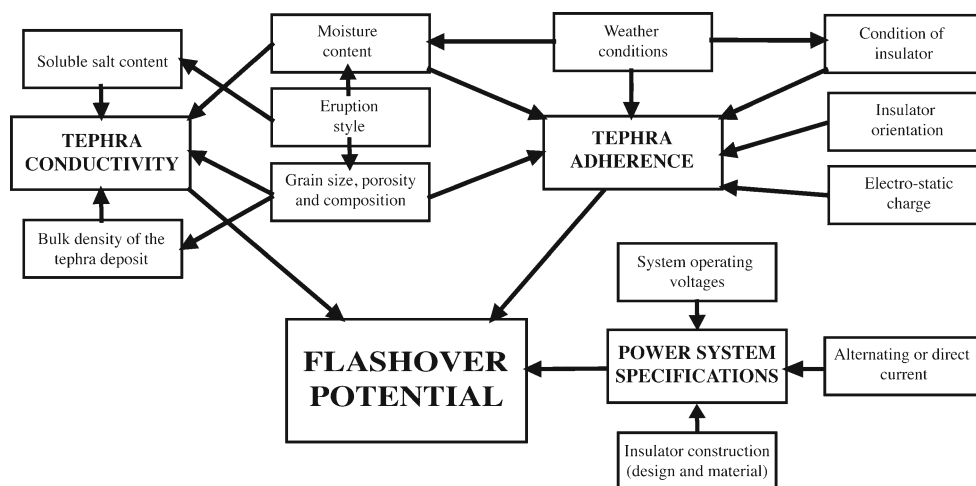 Soluble salt content
Moisture
content
Weather
conditions
Condition of
insulator
Eruption
style
Insulator
orientation
TEPHRA
CONDUCTIVITY
TEPHRA
ADHERENCE
Grain size, porosity
and composition
Electro-static
charge
Bulk density of the
tephra deposit
System operating
voltages
FLASHOVER
POTENTIAL
POWER SYSTEM
SPECIFICATIONS
Alternating or direct
current
Insulator construction
(design and material)